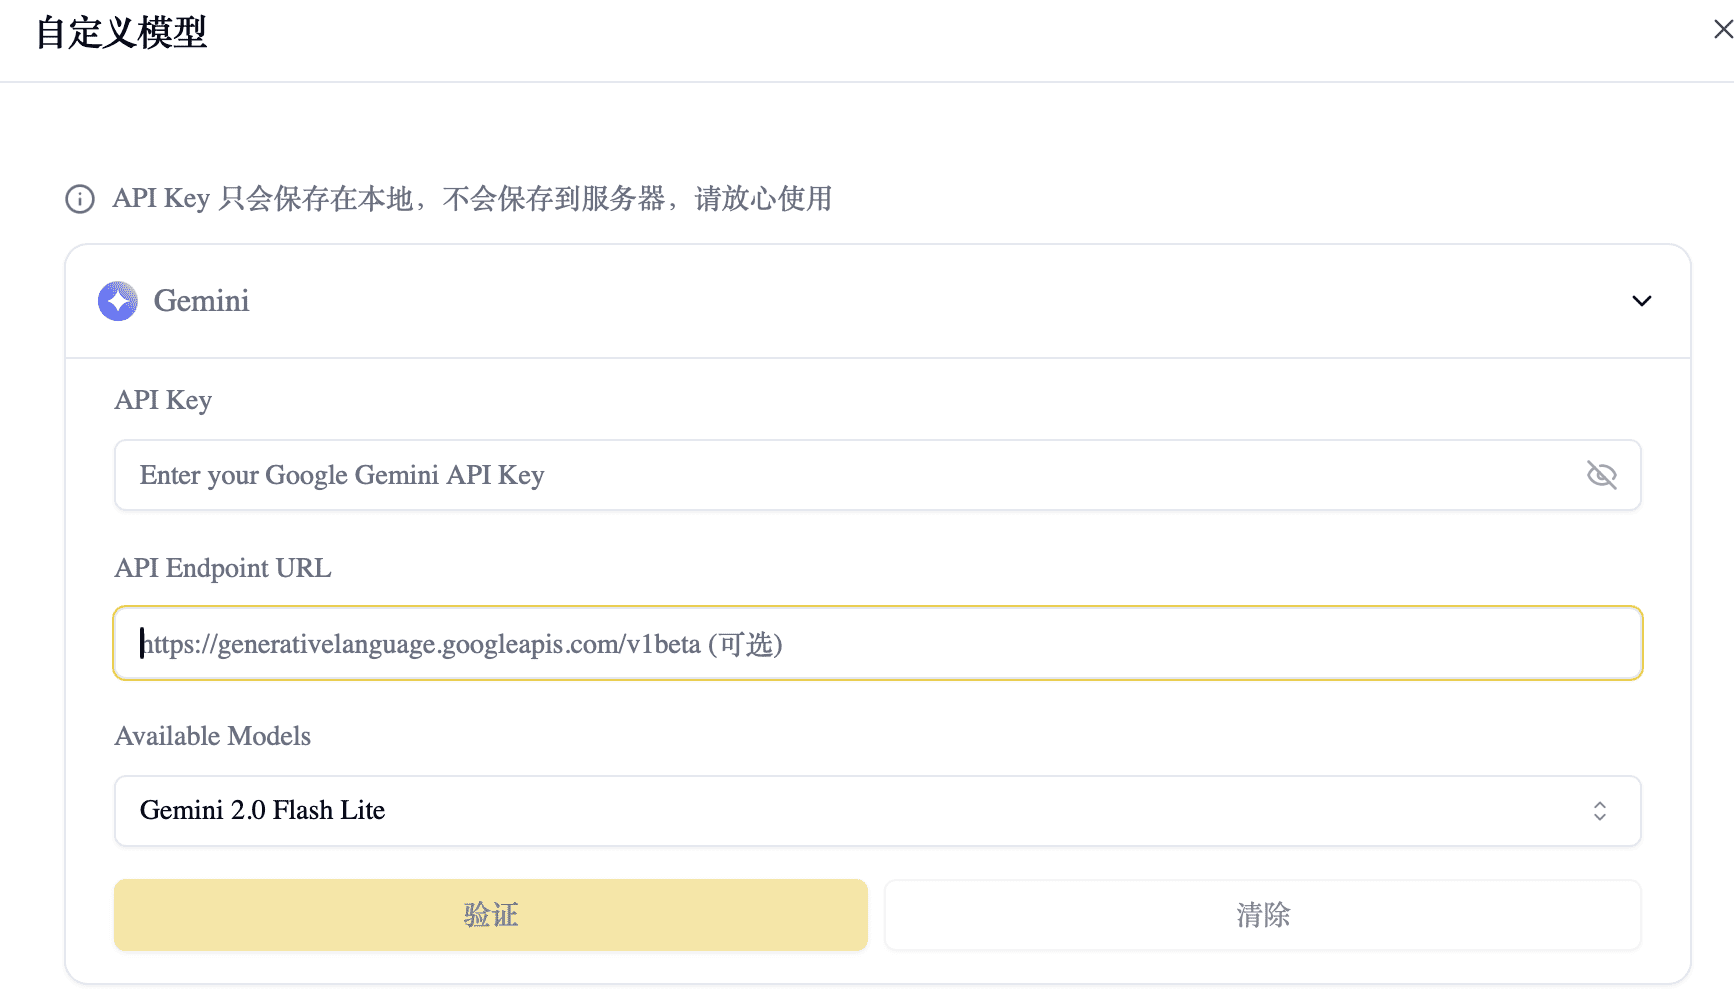 自定义模型
API Key 只会保存在本地，不会保存到服务器，请放心使用
Gemini
API Key
Enter your Google Gemini API Key
API Endpoint URL
https://generativelanguage.googleapis.com/v1beta (可选)
Available Models
Gemini 2.0 Flash Lite
验证
清除